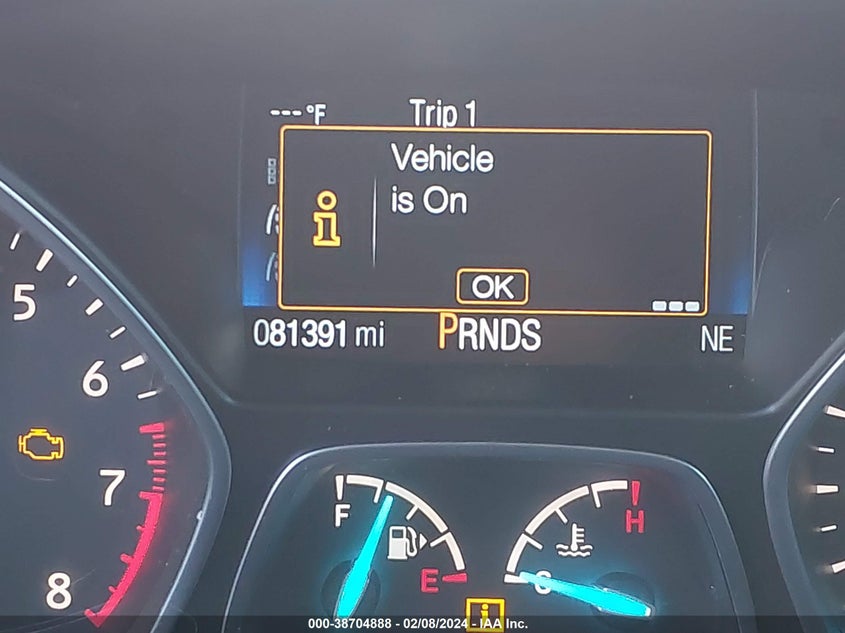 ---°F Trip 1
Vehicle
is On
OK
081391 mi PRNDS NE
5
6
7
8
F
E
H
C
000-38704888 - 02/08/2024 - IAA Inc.